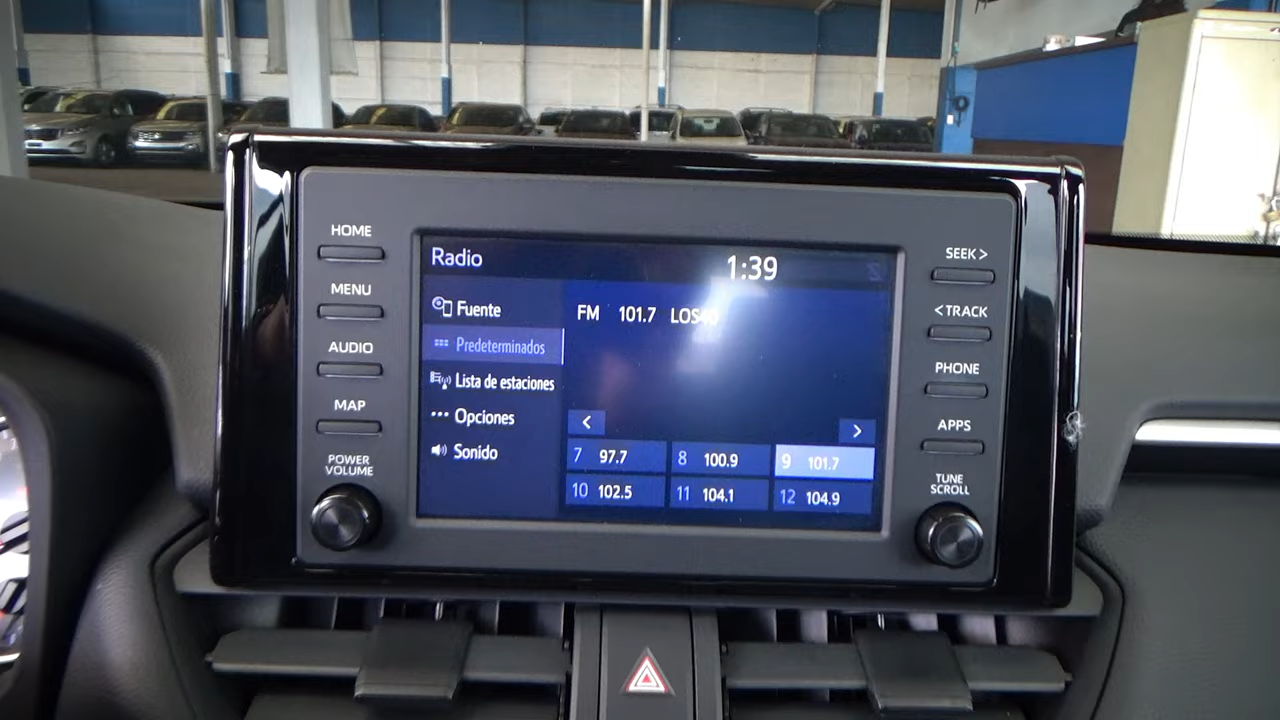 HOME
MENU
AUDIO
MAP
POWER
VOLUME
Radio
1:39
Fuente
Predeterminados
Lista de estaciones
Opciones
Sonido
FM 101.7 LOS40
< >
7 97.7
8 100.9
9 101.7
10 102.5
11 104.1
12 104.9
SEEK >
< TRACK
PHONE
APPS
TUNE
SCROLL